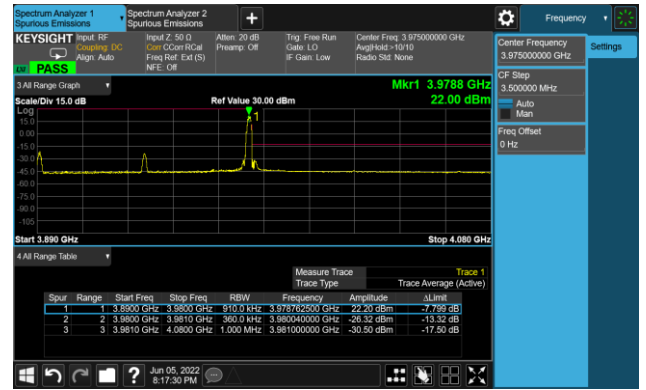 Spectrum Analyzer 1
Spurious Emissions
Spectrum Analyzer 2
Spurious Emissions
Frequency
KEYSIGHT
Input: RF
Coupling: DC
Align: Auto
Input Z: 50 Ω
Corr CCorr RCal
Freq Ref: Ext (S)
NFE: Off
Atten: 20 dB
Preamp: Off
Trig: Free Run
Gate: LO
IF Gain: Low
Center Freq: 3.975000000 GHz
Avg|Hold:>10/10
Radio Std: None
PASS
Center Frequency
3.975000000 GHz
Settings
CF Step
3.500000 MHz
Auto
Man
Freq Offset
0 Hz
3 All Range Graph
Mkr1 3.9788 GHz
22.00 dBm
Scale/Div 15.0 dB
Ref Value 30.00 dBm
Log
15.0
0.00
-15.0
-30.0
-45.0
-60.0
-75.0
-90.0
-105
1
Start 3.890 GHz
Stop 4.080 GHz
4 All Range Table
Measure Trace Trace 1
Trace Type Trace Average (Active)
Spur Range Start Freq Stop Freq RBW Frequency Amplitude ΔLimit
1 1 3.8900 GHz 3.9800 GHz 910.0 kHz 3.978762500 GHz 22.20 dBm -7.799 dB
2 2 3.9800 GHz 3.9810 GHz 360.0 kHz 3.980040000 GHz -26.32 dBm -13.32 dB
3 3 3.9810 GHz 4.0800 GHz 1.000 MHz 3.981000000 GHz -30.50 dBm -17.50 dB
Jun 05, 2022
8:17:30 PM